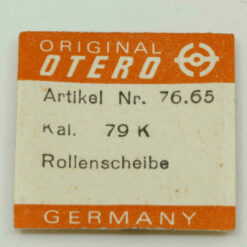 ORIGINAL
OTERO
Artikel Nr. 76.65
Kal. 79 K
Rollenscheibe
GERMANY